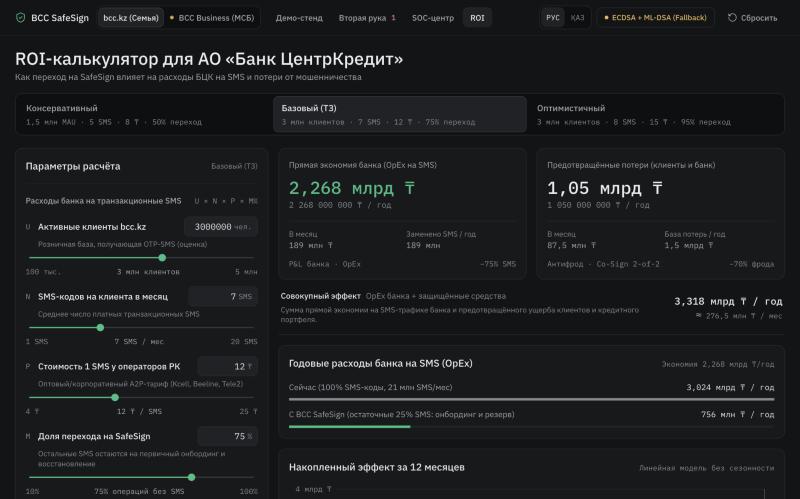 BCC SafeSign
bcc.kz (Семья)
BCC Business (МСБ)
Демо-стенд
Вторая рука 1
SOC-центр
ROI
РУС
ҚАЗ
ECDSA + ML-DSA (Fallback)
Сбросить
ROI-калькулятор для АО «Банк ЦентрКредит»
Как переход на SafeSign влияет на расходы БЦК на SMS и потери от мошенничества
Консервативный
1,5 млн MAU · 5 SMS · 8 ₸ · 50% переход
Базовый (ТЗ)
3 млн клиентов · 7 SMS · 12 ₸ · 75% переход
Оптимистичный
3 млн клиентов · 8 SMS · 15 ₸ · 95% переход
Параметры расчёта
Базовый (ТЗ)
Расходы банка на транзакционные SMS
U × N × P × M%
U Активные клиенты bcc.kz
3000000 чел.
Розничная база, получающая OTP-SMS (оценка)
100 тыс.
3 млн клиентов
5 млн
N SMS-кодов на клиента в месяц
7 SMS
Среднее число платных транзакционных SMS
1 SMS
7 SMS / мес
20 SMS
P Стоимость 1 SMS у операторов РК
12 ₸
Оптовый/корпоративный A2P-тариф (Kcell, Beeline, Tele2)
4 ₸
12 ₸ / SMS
25 ₸
M Доля перехода на SafeSign
75 %
Остальные SMS остаются на первичный онбординг и
восстановление
10%
75% операций без SMS
100%
Прямая экономия банка (OpEx на SMS)
2,268 млрд ₸
2 268 000 000 ₸ / год
В месяц
189 млн ₸
Заменено SMS / год
189 млн
P&L банка · OpEx
−75% SMS
Предотвращённые потери (клиенты и банк)
1,05 млрд ₸
1 050 000 000 ₸ / год
В месяц
87,5 млн ₸
База потерь / год
1,5 млрд ₸
Антифрод · Co-Sign 2-of-2
−70% фрода
Совокупный эффект OpEx банка + защищённые средства
Сумма прямой экономии на SMS-трафике банка и предотвращённого ущерба клиентов и кредитного
портфеля.
3,318 млрд ₸ / год
≈ 276,5 млн ₸ / мес
Годовые расходы банка на SMS (OpEx)
Экономия 2,268 млрд ₸/год
Сейчас (100% SMS-коды, 21 млн SMS/мес)
3,024 млрд ₸ / год
С BCC SafeSign (остаточные 25% SMS: онбординг и резерв)
756 млн ₸ / год
Накопленный эффект за 12 месяцев
Линейная модель без сезонности
4 млрд ₸